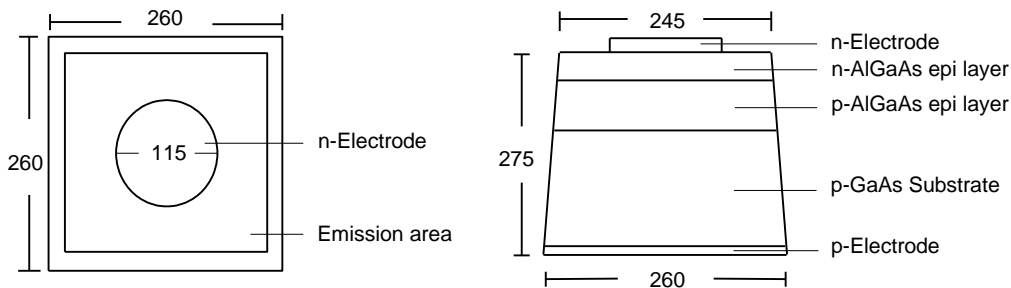 260
260
115
n-Electrode
Emission area
245
n-Electrode
n-AlGaAs epi layer
p-AlGaAs epi layer
275
p-GaAs Substrate
p-Electrode
260